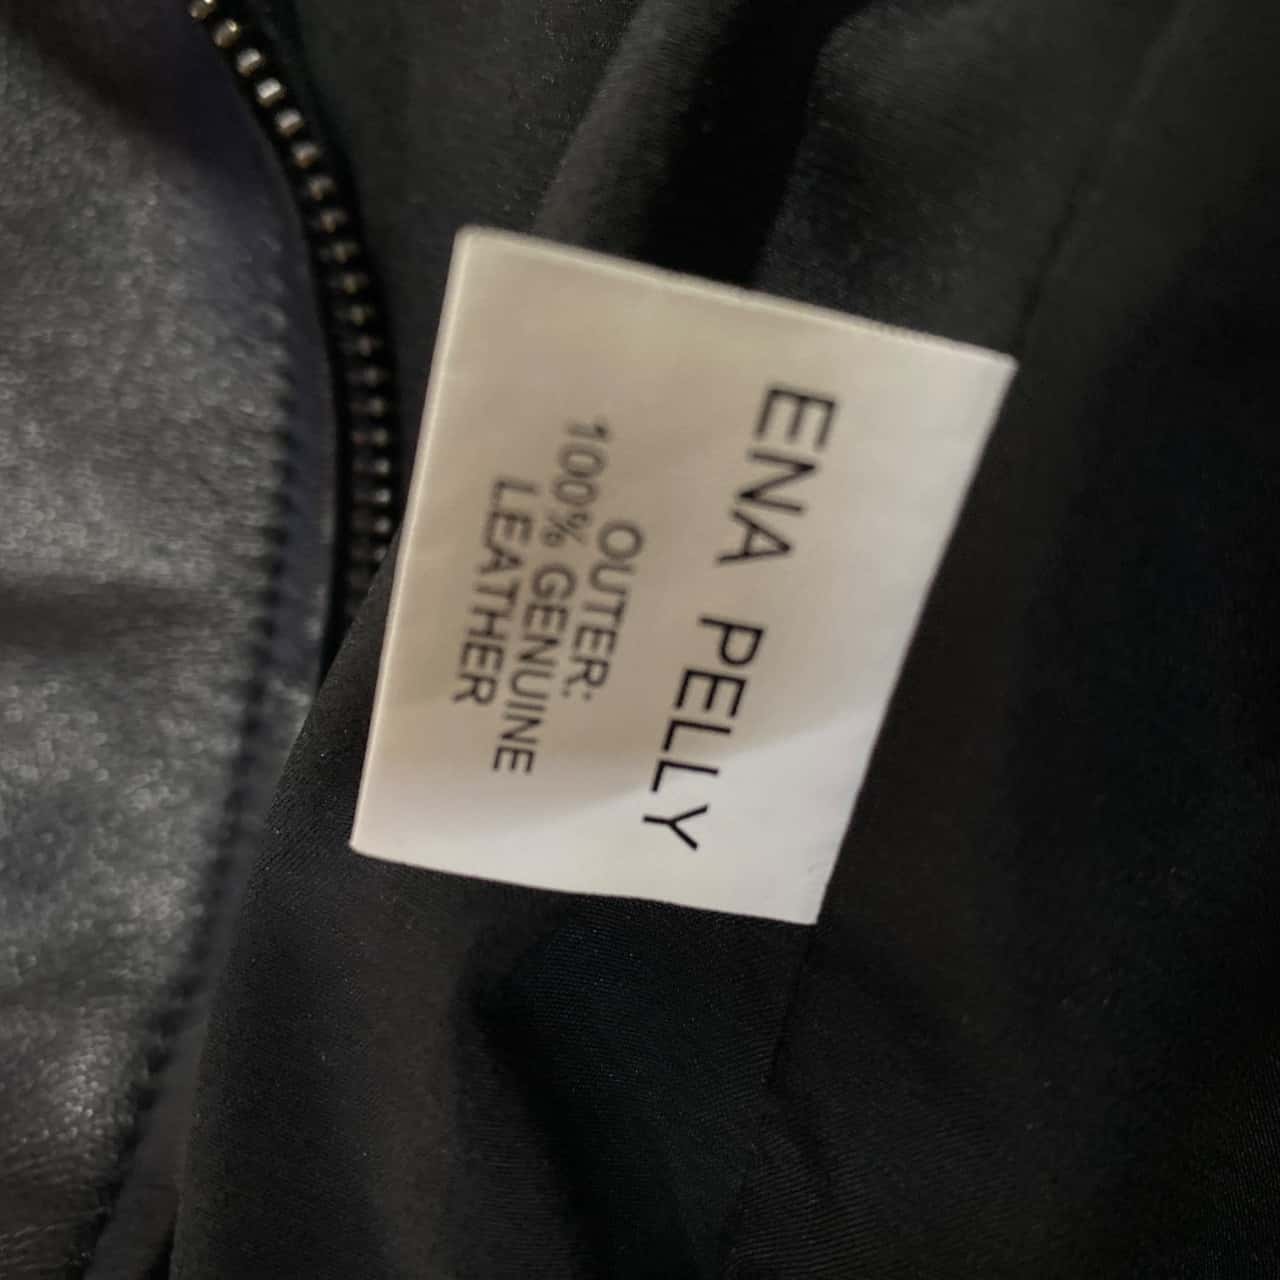 ENA PELLY
OUTER:
100% GENUINE
LEATHER